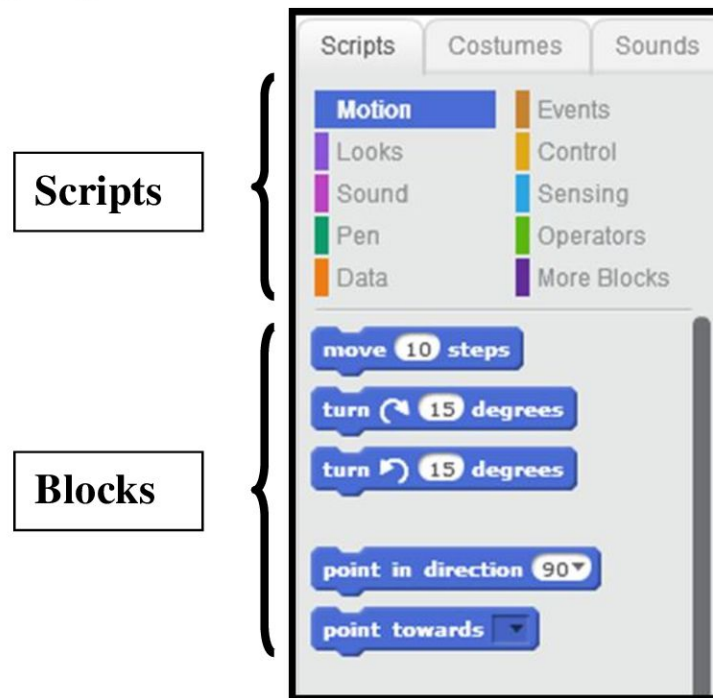 Scripts Costumes Sounds
Motion Events
Looks Control
Scripts
Sound Sensing
Pen Operators
Data More Blocks
move 10 steps
turn 15 degrees
turn 15 degrees
Blocks
point in direction 90
point towards